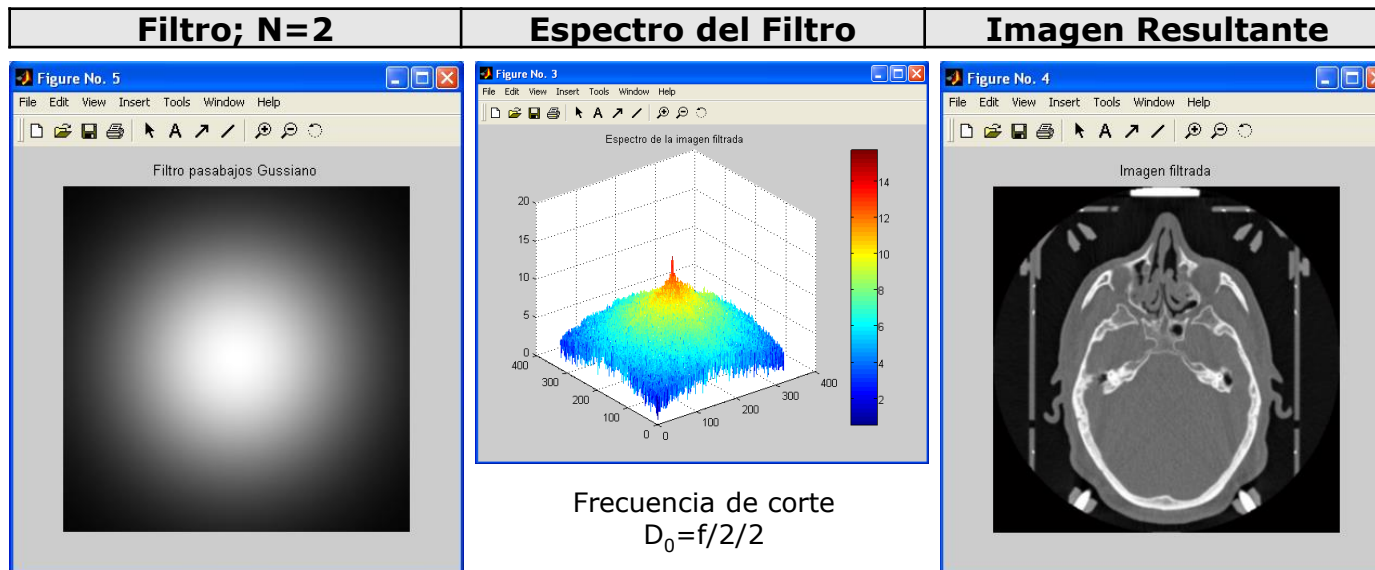 Filtro; N=2
Espectro del Filtro
Imagen Resultante
Figure No. 5
File Edit View Insert Tools Window Help
A
Filtro pasabajos Gussiano
Figure No. 3
File Edit View Insert Tools Window Help
A
Espectro de la imagen filtrada
20
15
10
5
0
400
300
200
100
0
0
100
200
300
400
14
12
10
8
6
4
2
Frecuencia de corte
D₀=f/2/2
Figure No. 4
File Edit View Insert Tools Window Help
A
Imagen filtrada